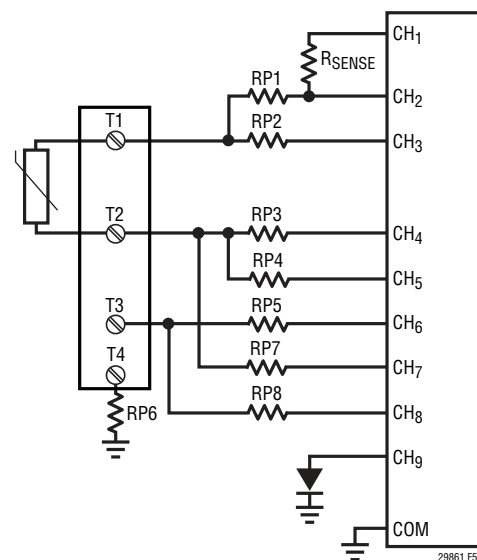 CH1
RSENSE
RP1
CH2
T1
RP2
CH3
T2
RP3
CH4
RP4
CH5
T3
RP5
CH6
T4
RP7
CH7
RP6
RP8
CH8
CH9
COM
29861 F5